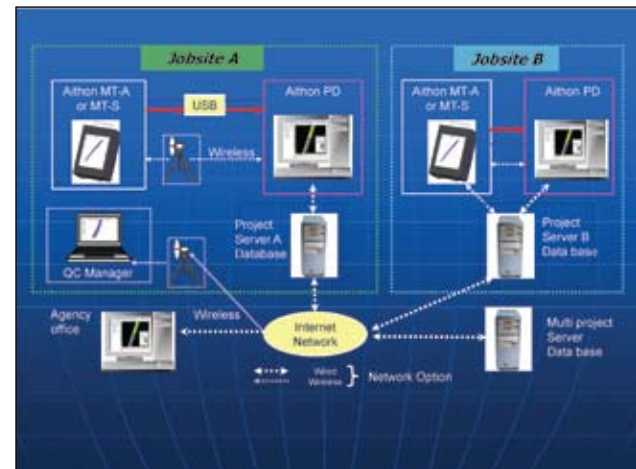 Jobsite A
Aithon MT-A
or MT-S
USB
Aithon PD
Wireless
QC Manager
Project
Server A
Database
Agency
office
Wireless
Internet
Network
Wired
Wireless
Network Option
Jobsite B
Aithon MT-A
or MT-S
Aithon PD
Project
Server B
Data base
Multi project
Server
Data base